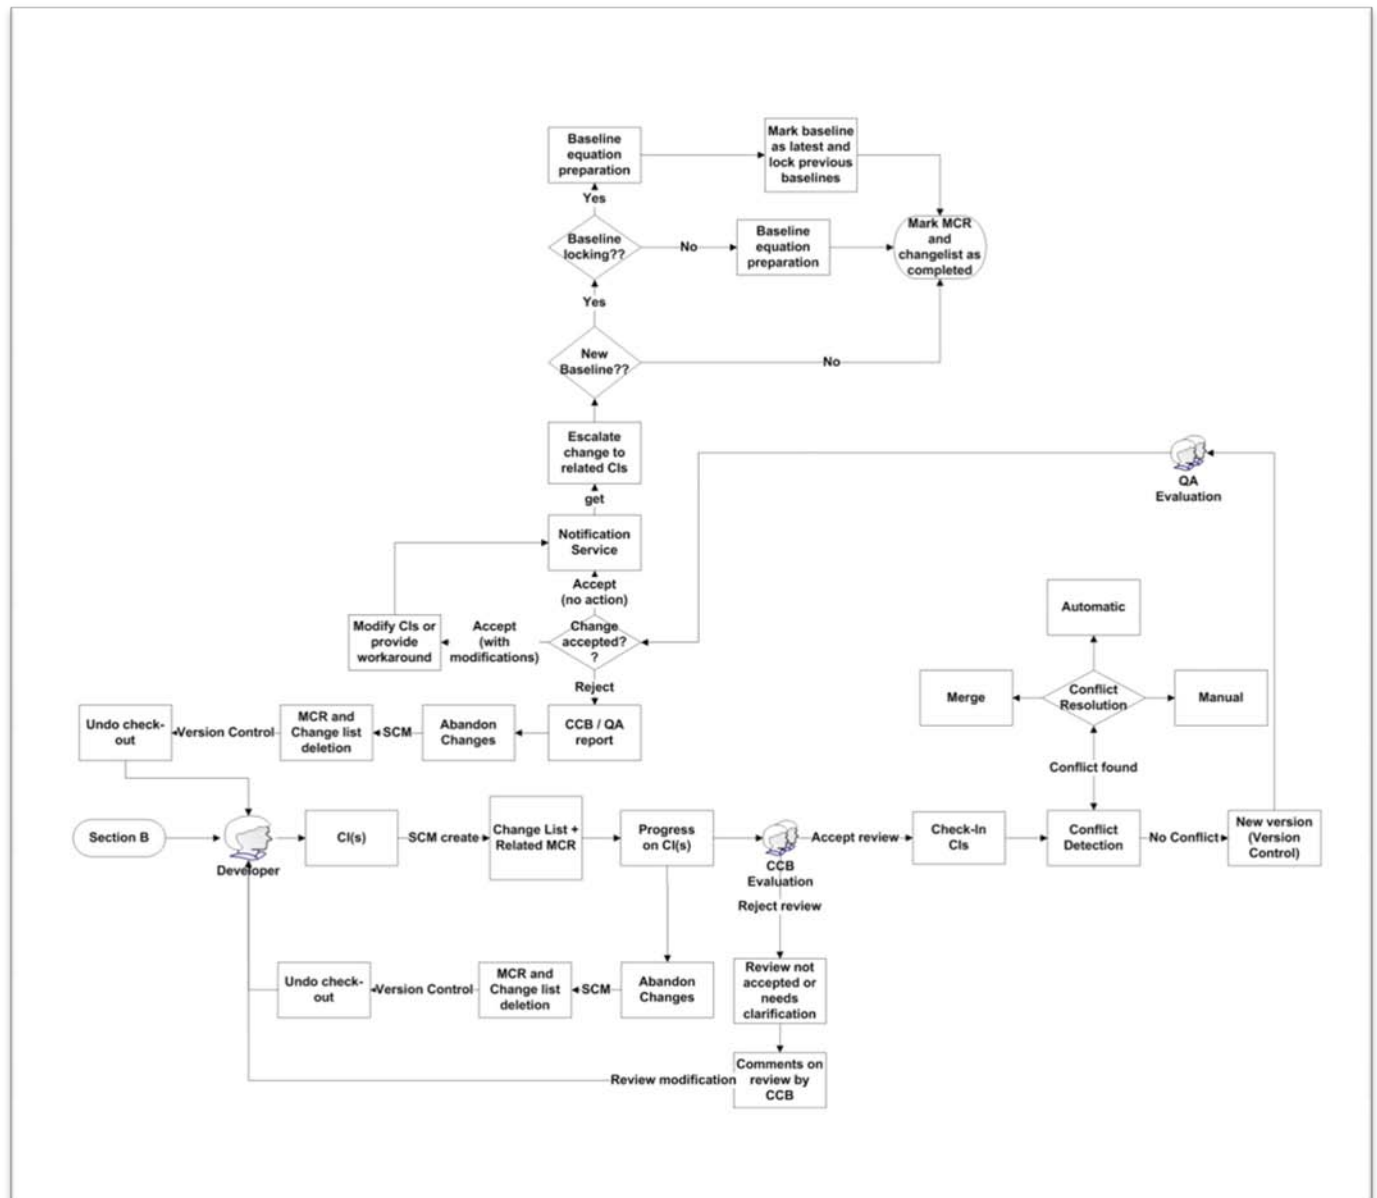 Baseline
equation
preparation
Mark baseline
as latest and
lock previous
baselines
Yes
Baseline
locking??
No
Baseline
equation
preparation
Mark MCR
and
changelist as
completed
Yes
New
Baseline??
No
Escalate
change to
related CIs
get
Notification
Service
QA
Evaluation
Accept
(no action)
Modify CIs or
provide
workaround
Accept
(with
modifications)
Change
accepted?
?
Reject
Automatic
Merge
Conflict
Resolution
Manual
Conflict found
Undo check-
out
Version Control
MCR and
Change list
deletion
SCM
Abandon
Changes
CCB / QA
report
Section B
Developer
CI(s)
SCM create
Change List +
Related MCR
Progress
on CI(s)
CCB
Evaluation
Accept review
Check-In
CIs
Conflict
Detection
No Conflict
New version
(Version
Control)
Reject review
Undo check-
out
Version Control
MCR and
Change list
deletion
SCM
Abandon
Changes
Review not
accepted or
needs
clarification
Review modification
Comments on
review by
CCB